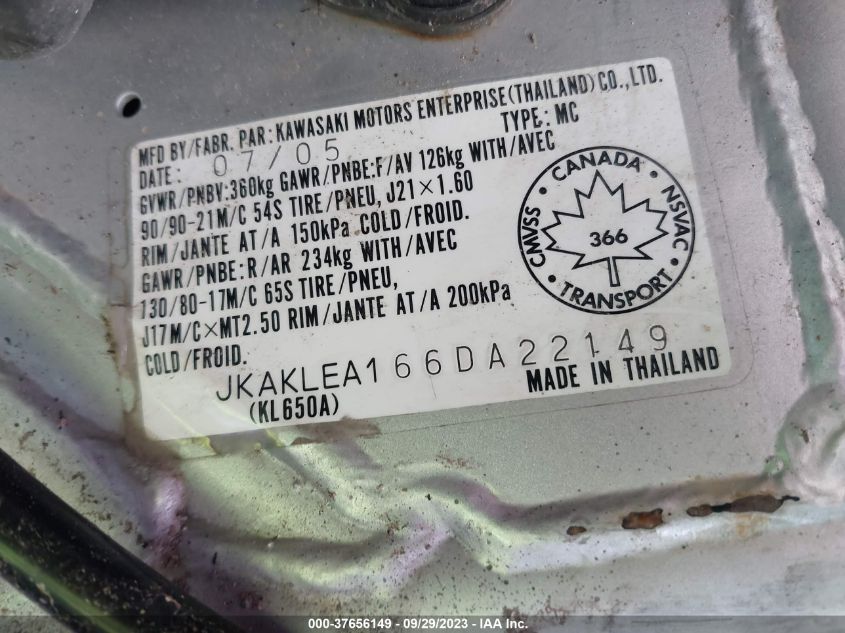 MFD BY/FABR. PAR: KAWASAKI MOTORS ENTERPRISE(THAILAND)CO.,LTD.
DATE: 07/05 TYPE: MC
GVWR/PNBV:360kg GAWR/PNBE:F/AV 126kg WITH/AVEC
90/90-21M/C 54S TIRE/PNEU, J21×1.60
RIM/JANTE AT/A 150kPa COLD/FROID.
GAWR/PNBE:R/AR 234kg WITH/AVEC
130/80-17M/C 65S TIRE/PNEU,
J17M/C×MT2.50 RIM/JANTE AT/A 200kPa
COLD/FROID.
CANADA
CMVSS
NSVAC
366
TRANSPORT
JKAKLEA166DA22149
(KL650A) MADE IN THAILAND
000-37656149 - 09/29/2023 - IAA Inc.